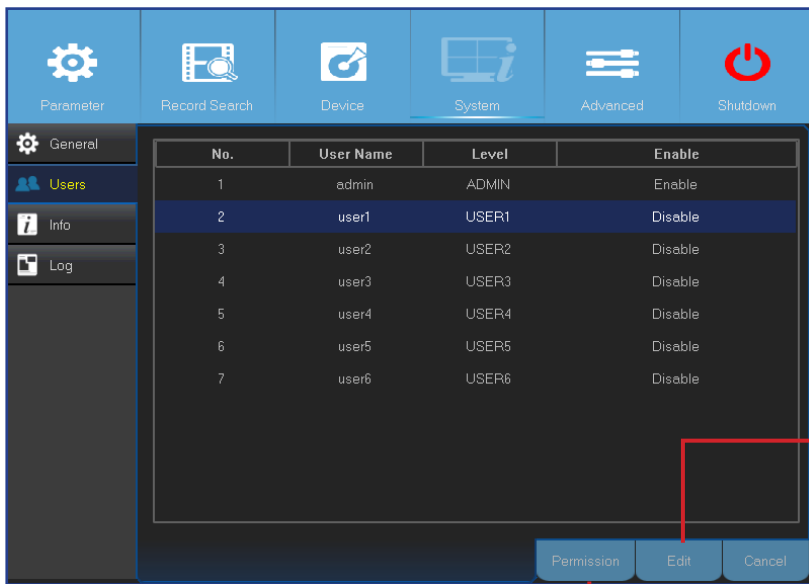 Parameter Record Search Device System Advanced Shutdown
General
Users
Info
Log
No. User Name Level Enable
1 admin ADMIN Enable
2 user1 USER1 Disable
3 user2 USER2 Disable
4 user3 USER3 Disable
5 user4 USER4 Disable
6 user5 USER5 Disable
7 user6 USER6 Disable
Permission Edit Cancel